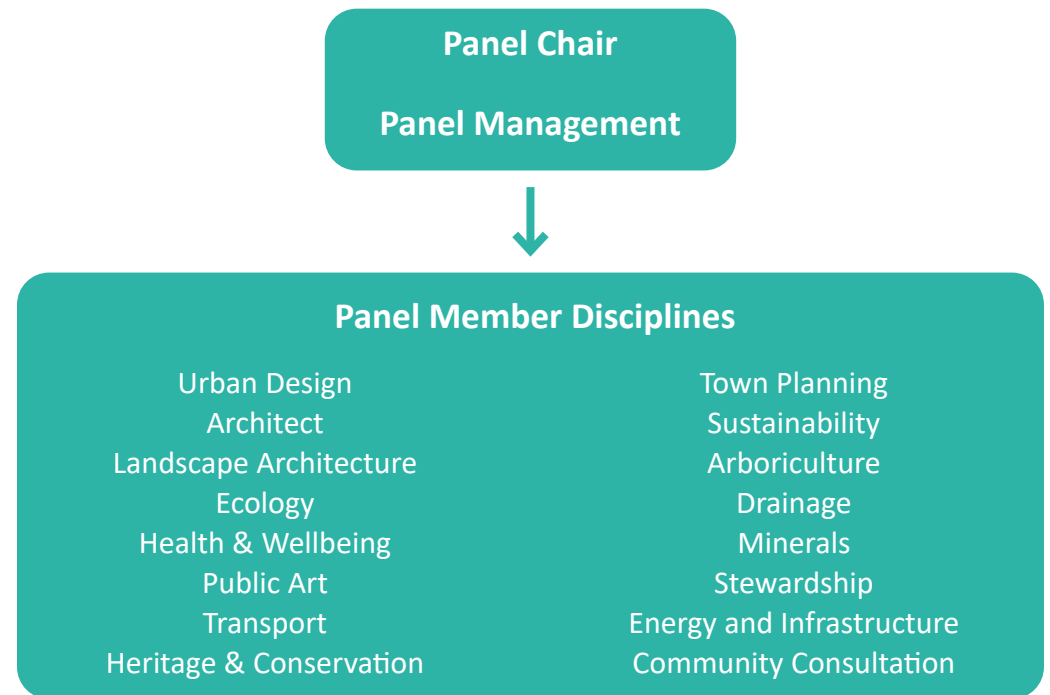 Panel Chair
Panel Management
Panel Member Disciplines
Urban Design
Architect
Landscape Architecture
Ecology
Health & Wellbeing
Public Art
Transport
Heritage & Conservation
Town Planning
Sustainability
Arboriculture
Drainage
Minerals
Stewardship
Energy and Infrastructure
Community Consultation